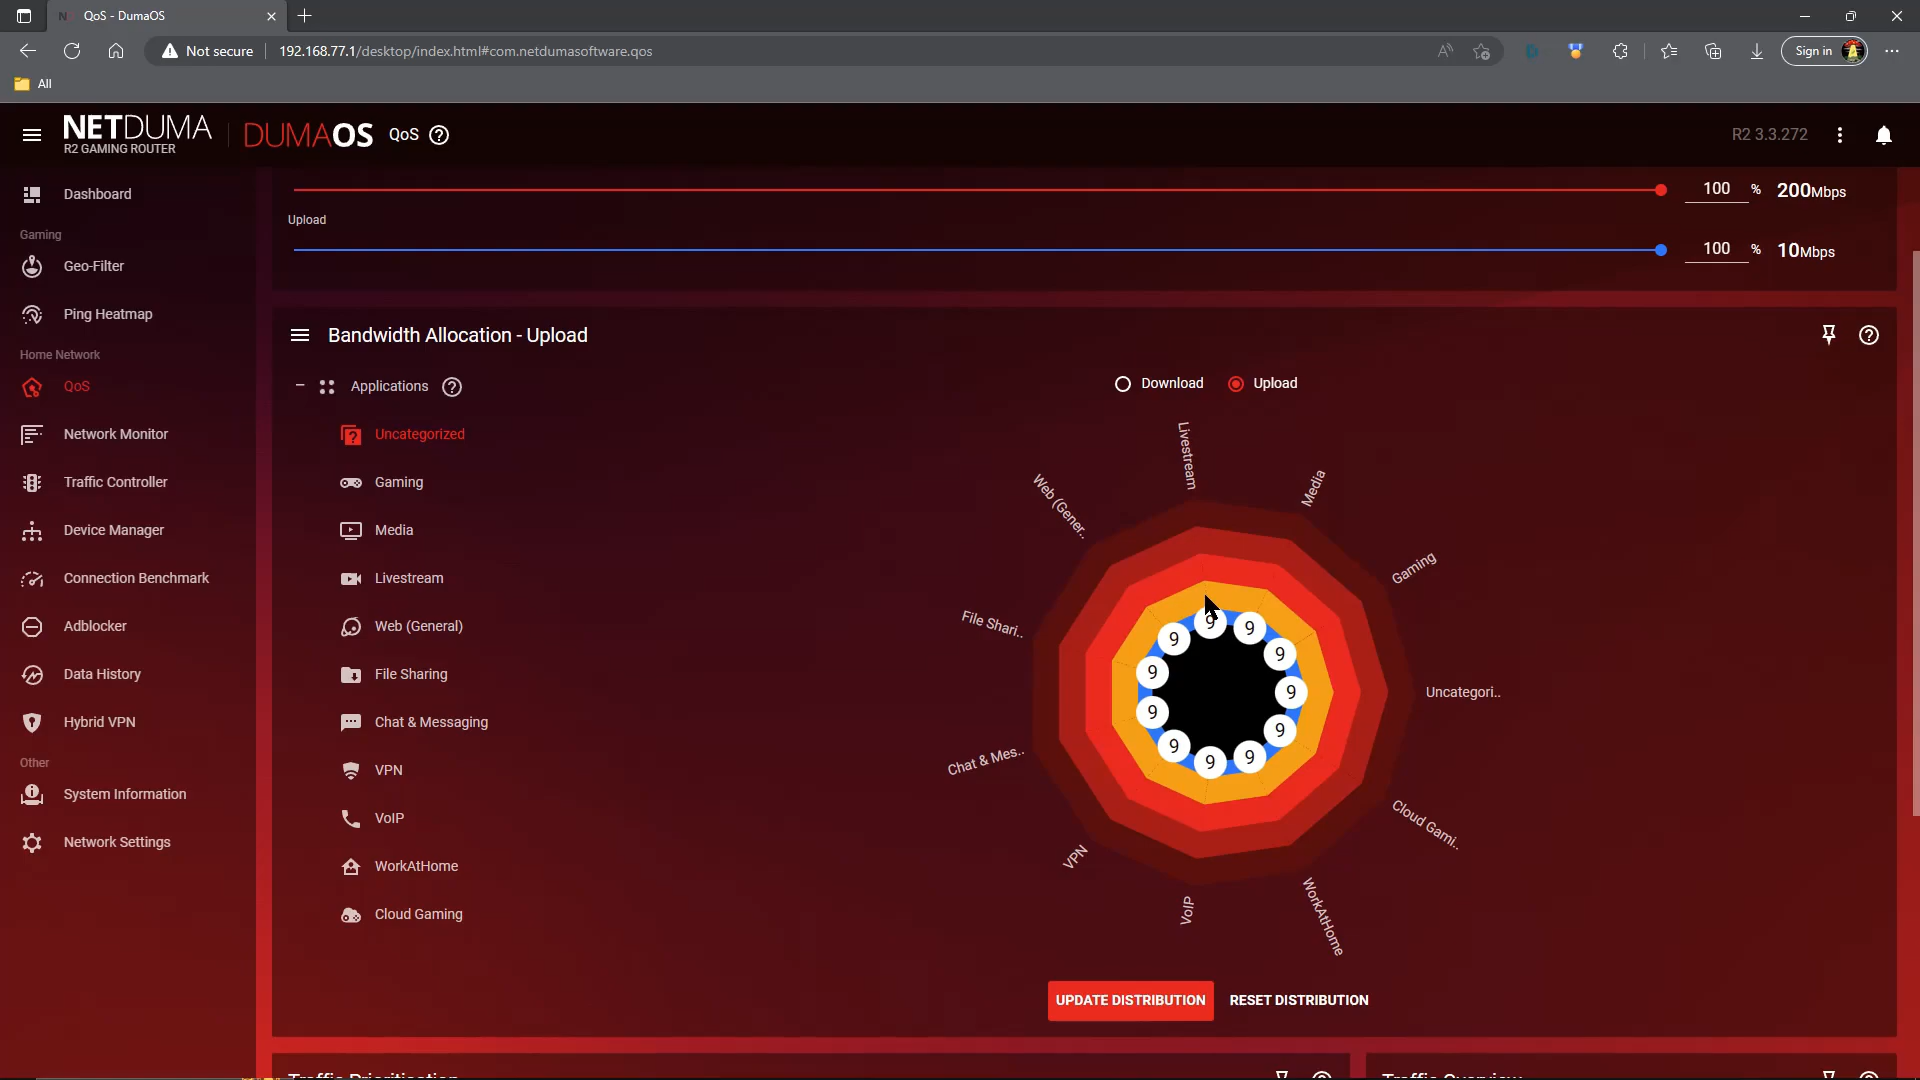 QoS - DumaOS
Not secure
192.168.77.1/desktop/index.html#com.netdumasoftware.qos
Sign in
All
NETDUMA
R2 GAMING ROUTER
DUMAOS
QoS
R2 3.3.272
Dashboard
Gaming
Geo-Filter
Ping Heatmap
Home Network
QoS
Network Monitor
Traffic Controller
Device Manager
Connection Benchmark
Adblocker
Data History
Hybrid VPN
Other
System Information
Network Settings
100 % 200Mbps
Upload
100 % 10Mbps
Bandwidth Allocation - Upload
Applications
Uncategorized
Gaming
Media
Livestream
Web (General)
File Sharing
Chat & Messaging
VPN
VoIP
WorkAtHome
Cloud Gaming
Download
Upload
Livestream
Media
Web (Gener..
Gaming
File Shari..
Uncategori..
Chat & Mes..
Cloud Gami..
VPN
VoIP
WorkAtHome
9
9
9
9
9
9
9
9
9
9
9
UPDATE DISTRIBUTION
RESET DISTRIBUTION
Traffic Prioritisation
Traffic Overview